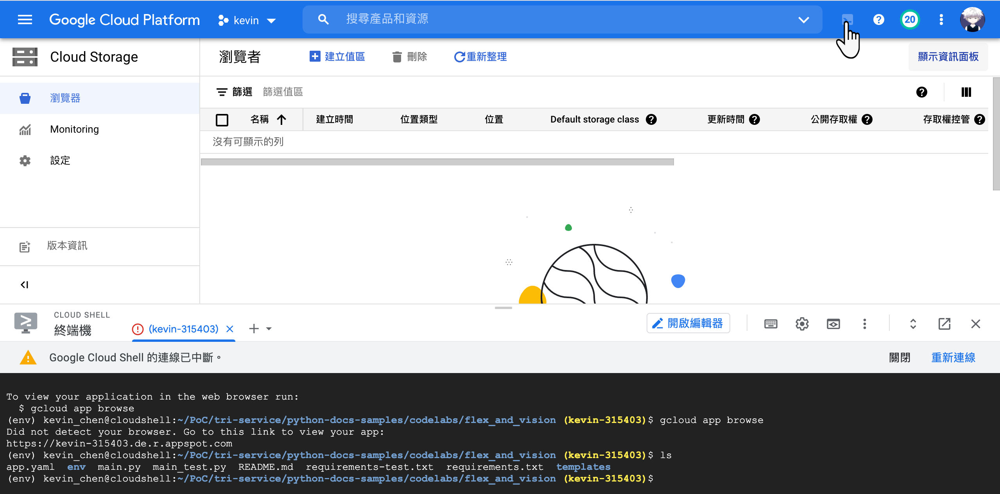 Google Cloud Platform
kevin
搜尋產品和資源
20
Cloud Storage
瀏覽者
建立值區
刪除
重新整理
顯示資訊面板
瀏覽器
Monitoring
設定
版本資訊
篩選 篩選值區
名稱 建立時間 位置類型 位置 Default storage class 更新時間 公開存取權 存取權控管
沒有可顯示的列
CLOUD SHELL
終端機
(kevin-315403)
開啟編輯器
Google Cloud Shell 的連線已中斷。
關閉
重新連線
To view your application in the web browser run:
$ gcloud app browse
(env) kevin_chen@cloudshell:~/PoC/tri-service/python-docs-samples/codelabs/flex_and_vision (kevin-315403)$ gcloud app browse
Did not detect your browser. Go to this link to view your app:
https://kevin-315403.de.r.appspot.com
(env) kevin_chen@cloudshell:~/PoC/tri-service/python-docs-samples/codelabs/flex_and_vision (kevin-315403)$ ls
app.yaml env main.py main_test.py README.md requirements-test.txt requirements.txt templates
(env) kevin_chen@cloudshell:~/PoC/tri-service/python-docs-samples/codelabs/flex_and_vision (kevin-315403)$